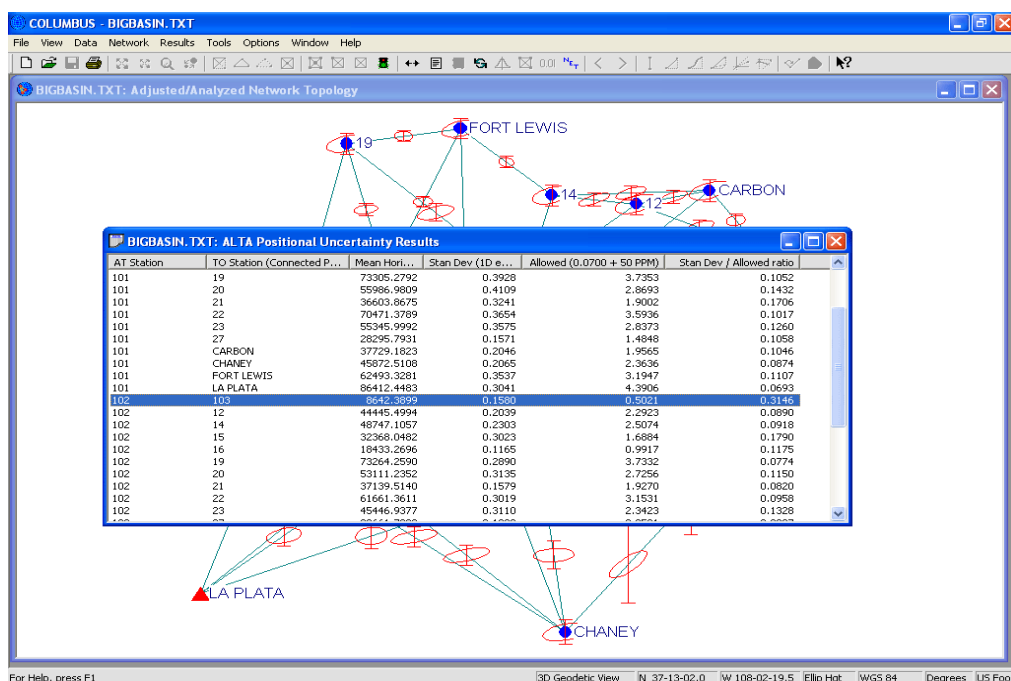 COLUMBUS - BIGBASIN.TXT
File View Data Network Results Tools Options Window Help
0.01
BIGBASIN.TXT: Adjusted/Analyzed Network Topology
FORT LEWIS
19
14
12
CARBON
BIGBASIN.TXT: ALTA Positional Uncertainty Results
AT Station TO Station (Connected P... Mean Hori... Stan Dev (1D e... Allowed (0.0700 + 50 PPM) Stan Dev / Allowed ratio
101 19 73305.2792 0.3928 3.7353 0.1052
101 20 55986.9809 0.4109 2.8693 0.1432
101 21 36603.8675 0.3241 1.9002 0.1706
101 22 70471.3789 0.3654 3.5936 0.1017
101 23 55345.9992 0.3575 2.8373 0.1260
101 27 28295.7931 0.1571 1.4848 0.1058
101 CARBON 37729.1823 0.2046 1.9565 0.1046
101 CHANEY 45872.5108 0.2065 2.3636 0.0874
101 FORT LEWIS 62493.3281 0.3537 3.1947 0.1107
101 LA PLATA 86412.4483 0.3041 4.3906 0.0693
102 103 8642.3899 0.1580 0.5021 0.3146
102 12 44445.4994 0.2039 2.2923 0.0890
102 14 48747.1057 0.2303 2.5074 0.0918
102 15 32368.0482 0.3023 1.6884 0.1790
102 16 18433.2696 0.1165 0.9917 0.1175
102 19 73264.2590 0.2890 3.7332 0.0774
102 20 53111.2352 0.3135 2.7256 0.1150
102 21 37139.5140 0.1579 1.9270 0.0820
102 22 61661.3611 0.3019 3.1531 0.0958
102 23 45446.9377 0.3110 2.3423 0.1328
LA PLATA
CHANEY
For Help, press F1 3D Geodetic View N 37-13-02.0 W 108-02-19.5 Ellip Hgt WGS 84 Degrees US Foo